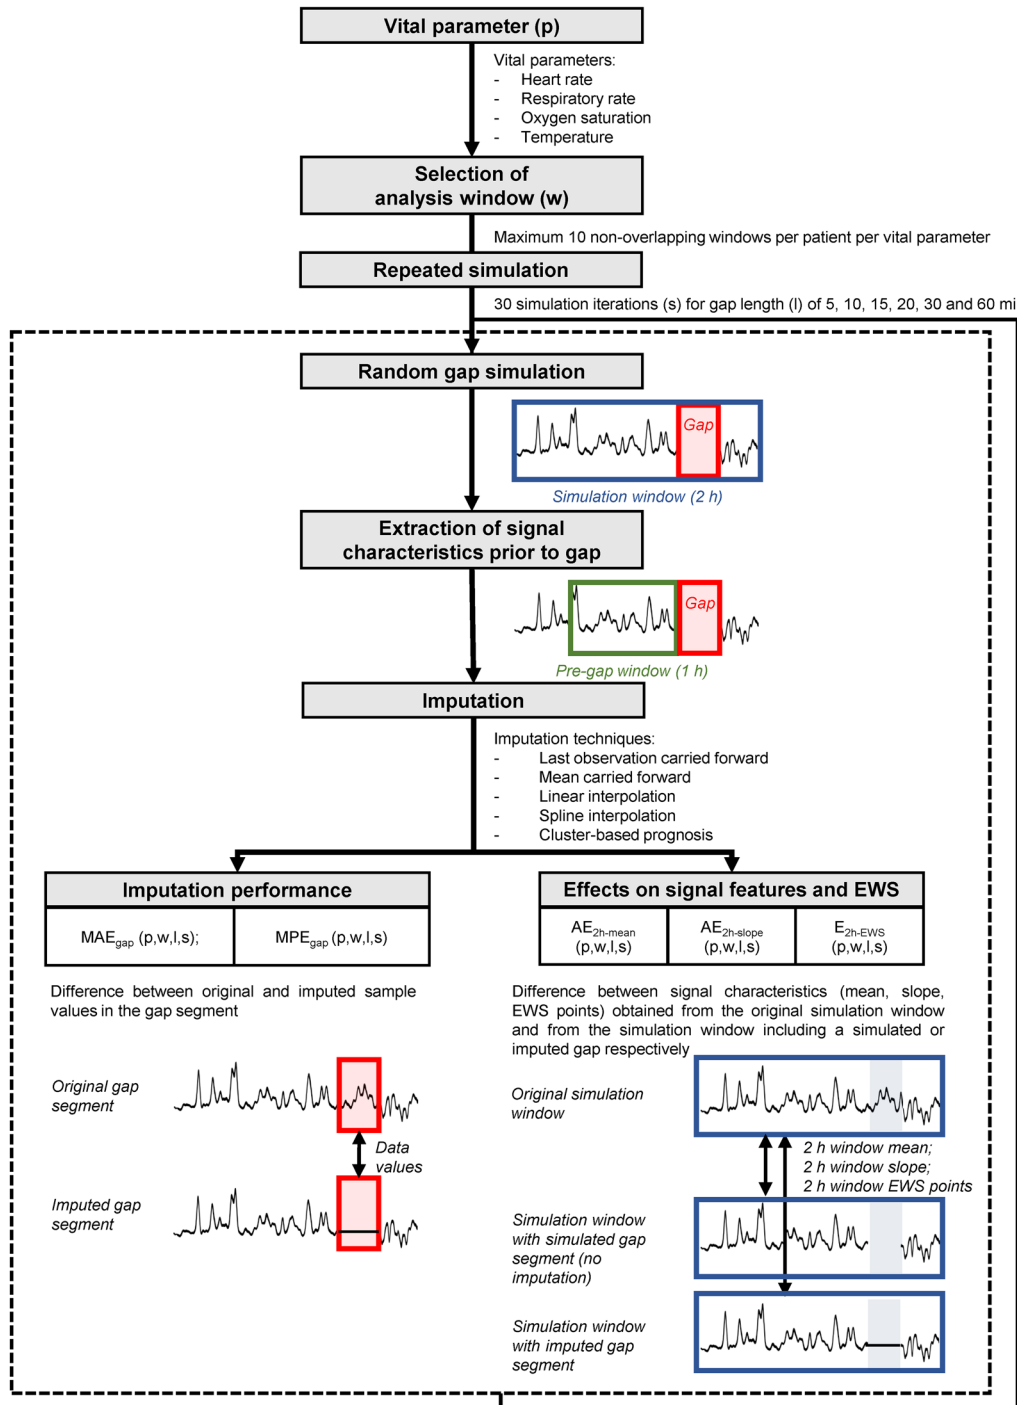 Vital parameter (p)
Vital parameters:
- Heart rate
- Respiratory rate
- Oxygen saturation
- Temperature
Selection of
analysis window (w)
Maximum 10 non-overlapping windows per patient per vital parameter
Repeated simulation
30 simulation iterations (s) for gap length (l) of 5, 10, 15, 20, 30 and 60 mi
Random gap simulation
Gap
Simulation window (2 h)
Extraction of signal
characteristics prior to gap
Gap
Pre-gap window (1 h)
Imputation
Imputation techniques:
- Last observation carried forward
- Mean carried forward
- Linear interpolation
- Spline interpolation
- Cluster-based prognosis
Imputation performance
MAEgap (p,w,l,s);
MPEgap (p,w,l,s)
Difference between original and imputed sample
values in the gap segment
Original gap
segment
Data
values
Imputed gap
segment
Effects on signal features and EWS
AE2h-mean
(p,w,l,s)
AE2h-slope
(p,w,l,s)
E2h-EWS
(p,w,l,s)
Difference between signal characteristics (mean, slope,
EWS points) obtained from the original simulation window
and from the simulation window including a simulated or
imputed gap respectively
Original simulation
window
2 h window mean;
2 h window slope;
2 h window EWS points
Simulation window
with simulated gap
segment (no
imputation)
Simulation window
with imputed gap
segment